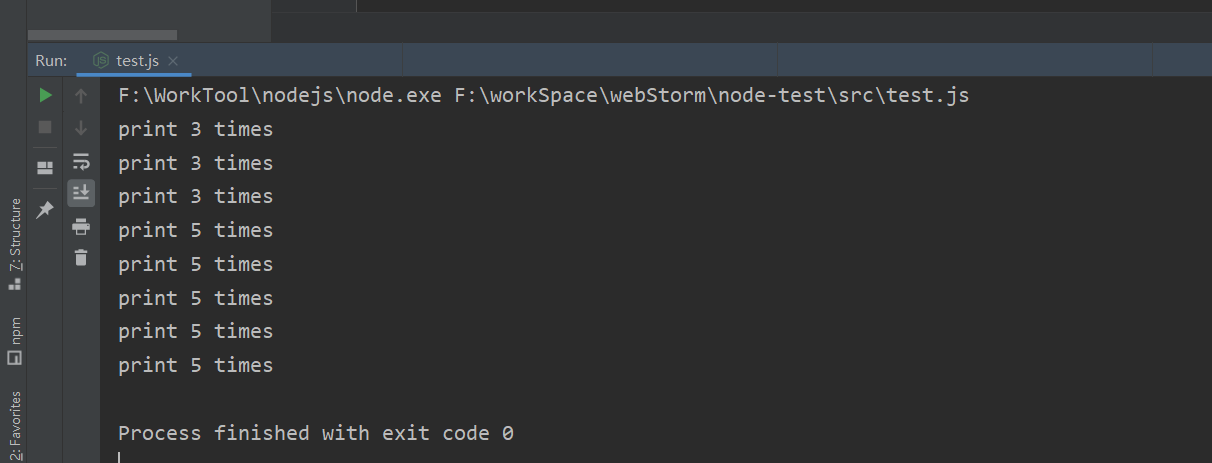 Run: test.js
F:\WorkTool\nodejs\node.exe F:\workSpace\webStorm\node-test\src\test.js
print 3 times
print 3 times
print 3 times
print 5 times
print 5 times
print 5 times
print 5 times
print 5 times
Process finished with exit code 0
7: Structure
npm
2: Favorites